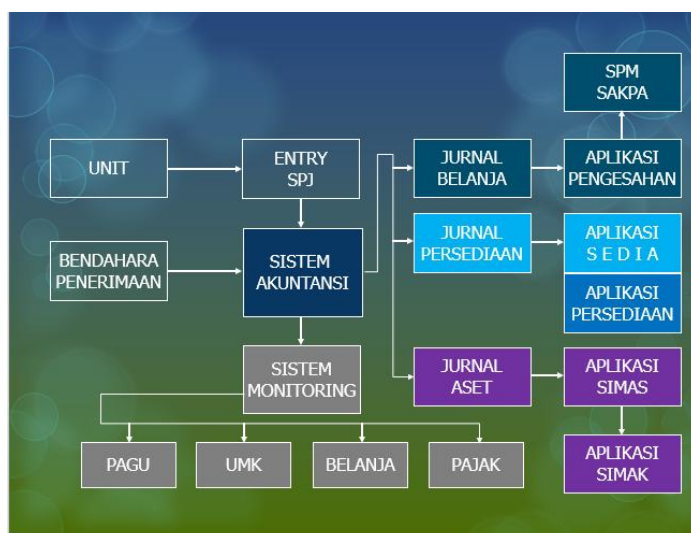 SPM
SAKPA
UNIT
ENTRY
SPJ
JURNAL
BELANJA
APLIKASI
PENGESAHAN
BENDAHARA
PENERIMAAN
SISTEM
AKUNTANSI
JURNAL
PERSEDIAAN
APLIKASI
S E D I A
APLIKASI
PERSEDIAAN
SISTEM
MONITORING
JURNAL
ASET
APLIKASI
SIMAS
PAGU
UMK
BELANJA
PAJAK
APLIKASI
SIMAK